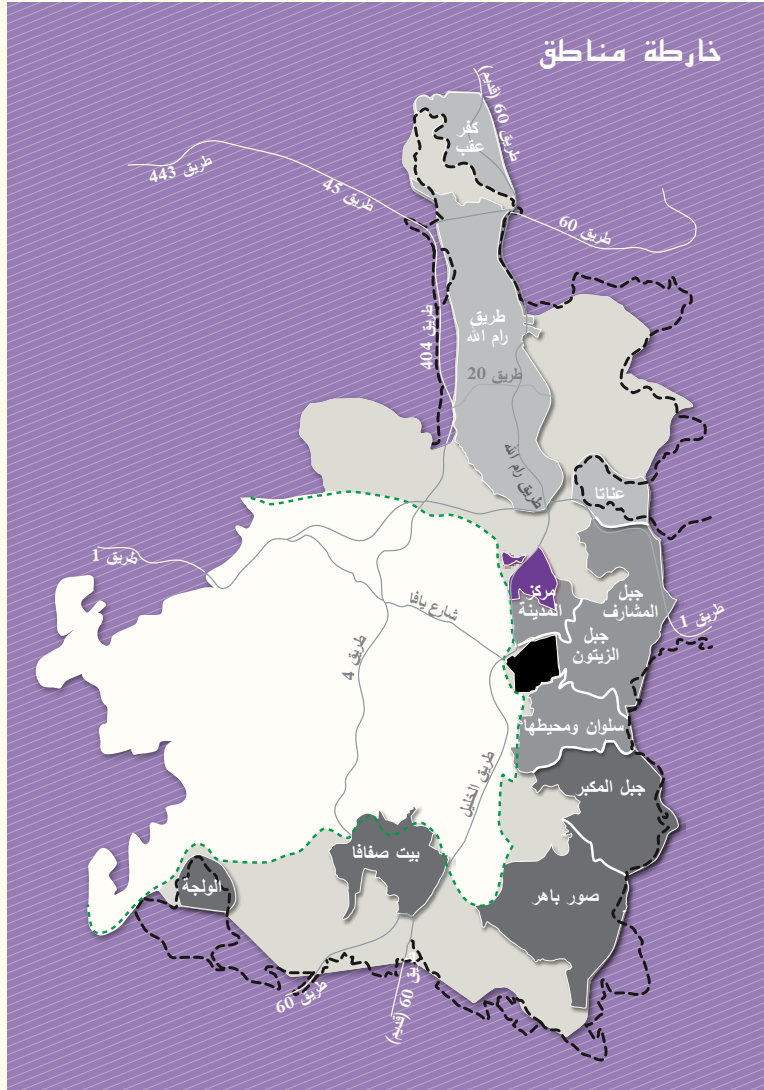 خارطة مناطق
طريق 60 (قديم)
كفر
عقب
طريق 443
طريق 45
طريق 60
طريق
رام الله
طريق 404
طريق 20
طريق رام الله
عناتا
طريق 1
مركز
المدينة
جبل
المشارف
شارع يافا
طريق 1
جبل
الزيتون
طريق 4
سلوان ومحيطها
طريق الخليل
جبل المكبر
بيت صفافا
الولجة
صور باهر
طريق 60
طريق 60 (قديم)